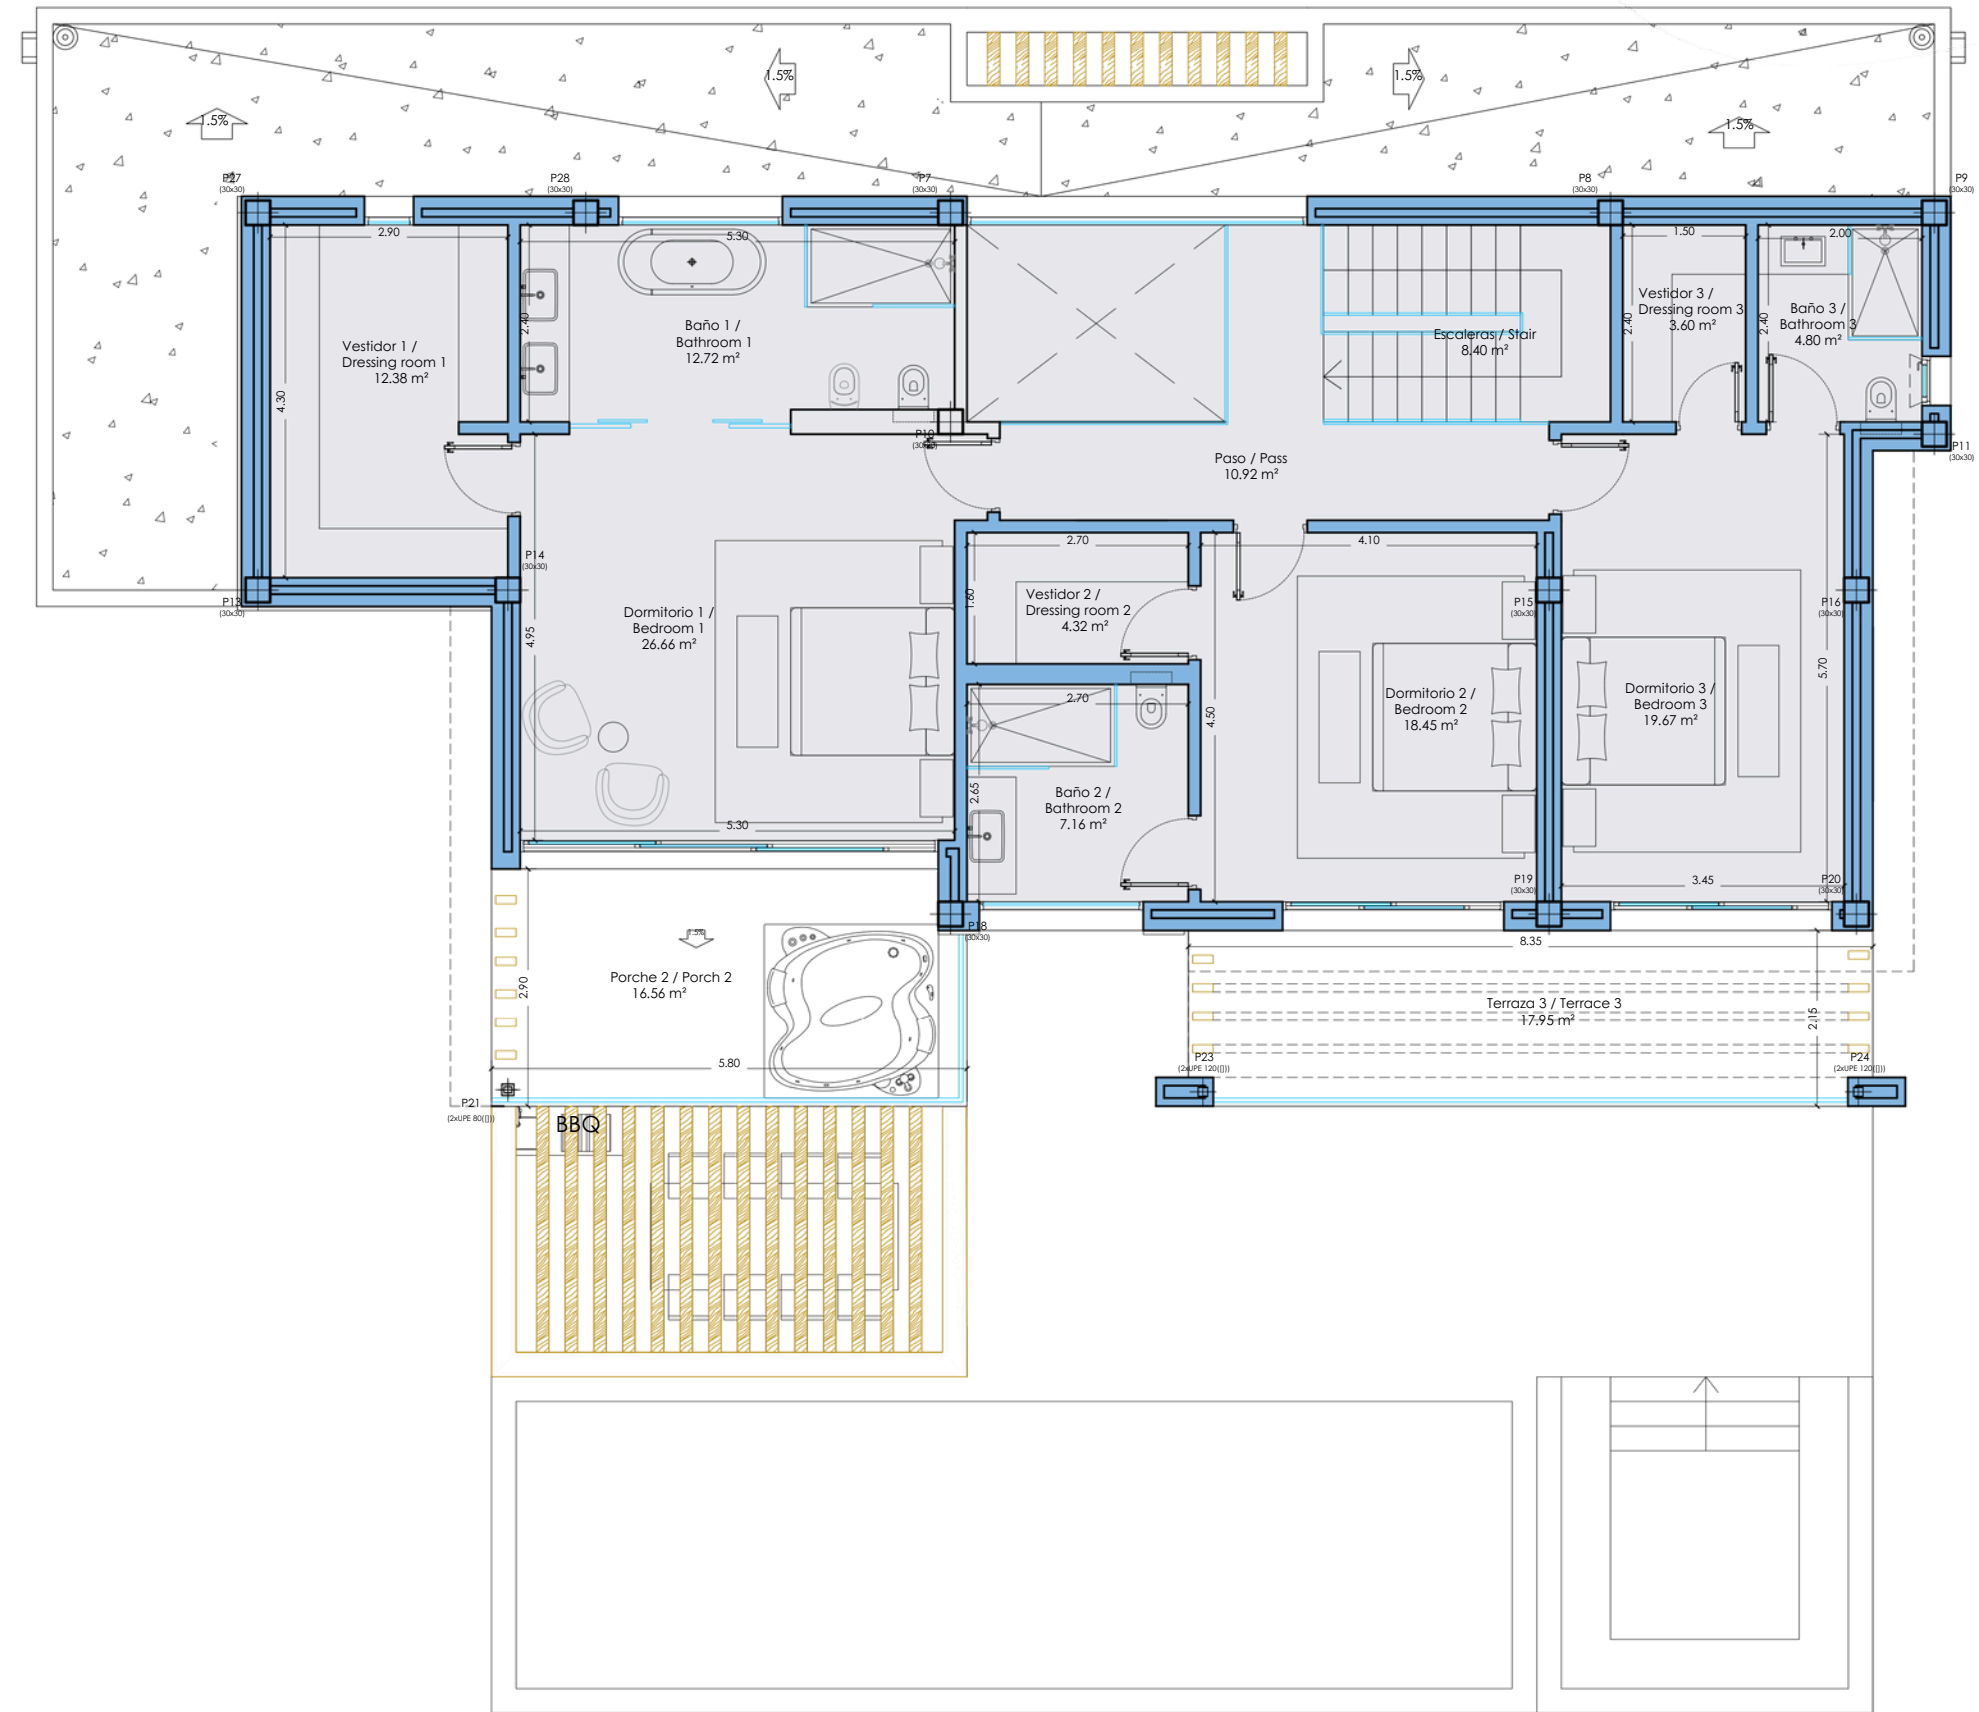 1.5%
1.5%
1.5%
1.5%
P27
(30x30)
P28
(30x30)
P7
(30x30)
P8
(30x30)
P9
(30x30)
2.90
5.30
1.50
2.00
Vestidor 1 /
Dressing room 1
12.38 m²
4.30
2.40
Baño 1 /
Bathroom 1
12.72 m²
Escaleras / Stair
8.40 m²
Vestidor 3 /
Dressing room 3
3.60 m²
2.40
2.40
Baño 3 /
Bathroom 3
4.80 m²
P10
P11
(30x30)
Paso / Pass
10.92 m²
P14
(30x30)
P13
(30x30)
2.70
4.10
Dormitorio 1 /
Bedroom 1
26.66 m²
4.95
1.60
Vestidor 2 /
Dressing room 2
4.32 m²
P15
(30x30)
P16
(30x30)
2.70
4.50
5.70
Dormitorio 2 /
Bedroom 2
18.45 m²
Dormitorio 3 /
Bedroom 3
19.67 m²
2.65
Baño 2 /
Bathroom 2
7.16 m²
5.30
P19
(30x30)
3.45
P20
(30x30)
P18
(30x30)
8.35
1.5%
Porche 2 / Porch 2
16.56 m²
2.90
Terraza 3 / Terrace 3
17.95 m²
2.15
5.80
P23
(2xUPE 120([]))
P24
(2xUPE 120([]))
P21
(2xUPE 80([]))
BBQ